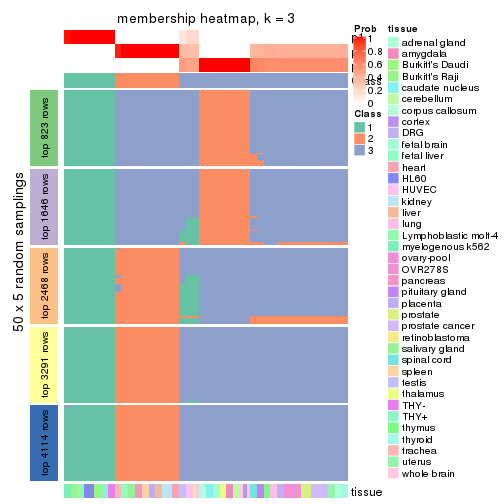 membership heatmap, k = 3
50 x 5 random samplings
top 823 rows
top 1646 rows
top 2468 rows
top 3291 rows
top 4114 rows
tissue
Prob
1
0.8
0.6
0.4
0.2
0
Class
1
2
3
tissue
adrenal gland
amygdala
Burkitt's Daudi
Burkitt's Raji
caudate nucleus
cerebellum
corpus callosum
cortex
DRG
fetal brain
fetal liver
heart
HL60
HUVEC
kidney
liver
lung
Lymphoblastic molt-4
myelogenous k562
ovary-pool
OVR278S
pancreas
pituitary gland
placenta
prostate
prostate cancer
retinoblastoma
salivary gland
spinal cord
spleen
testis
thalamus
THY-
THY+
thymus
thyroid
trachea
uterus
whole brain